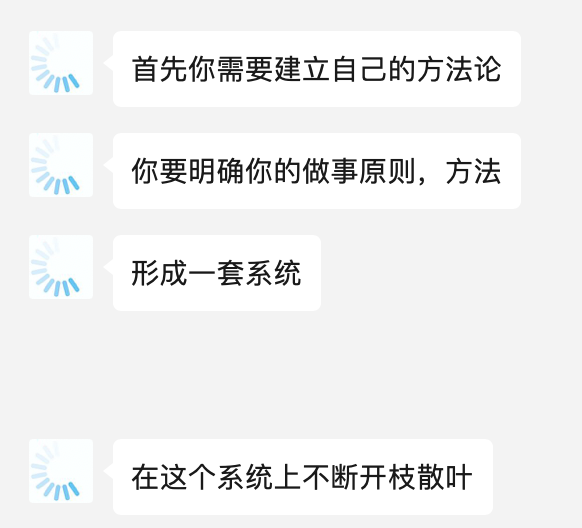 首先你需要建立自己的方法论
你要明确你的做事原则，方法
形成一套系统
在这个系统上不断开枝散叶